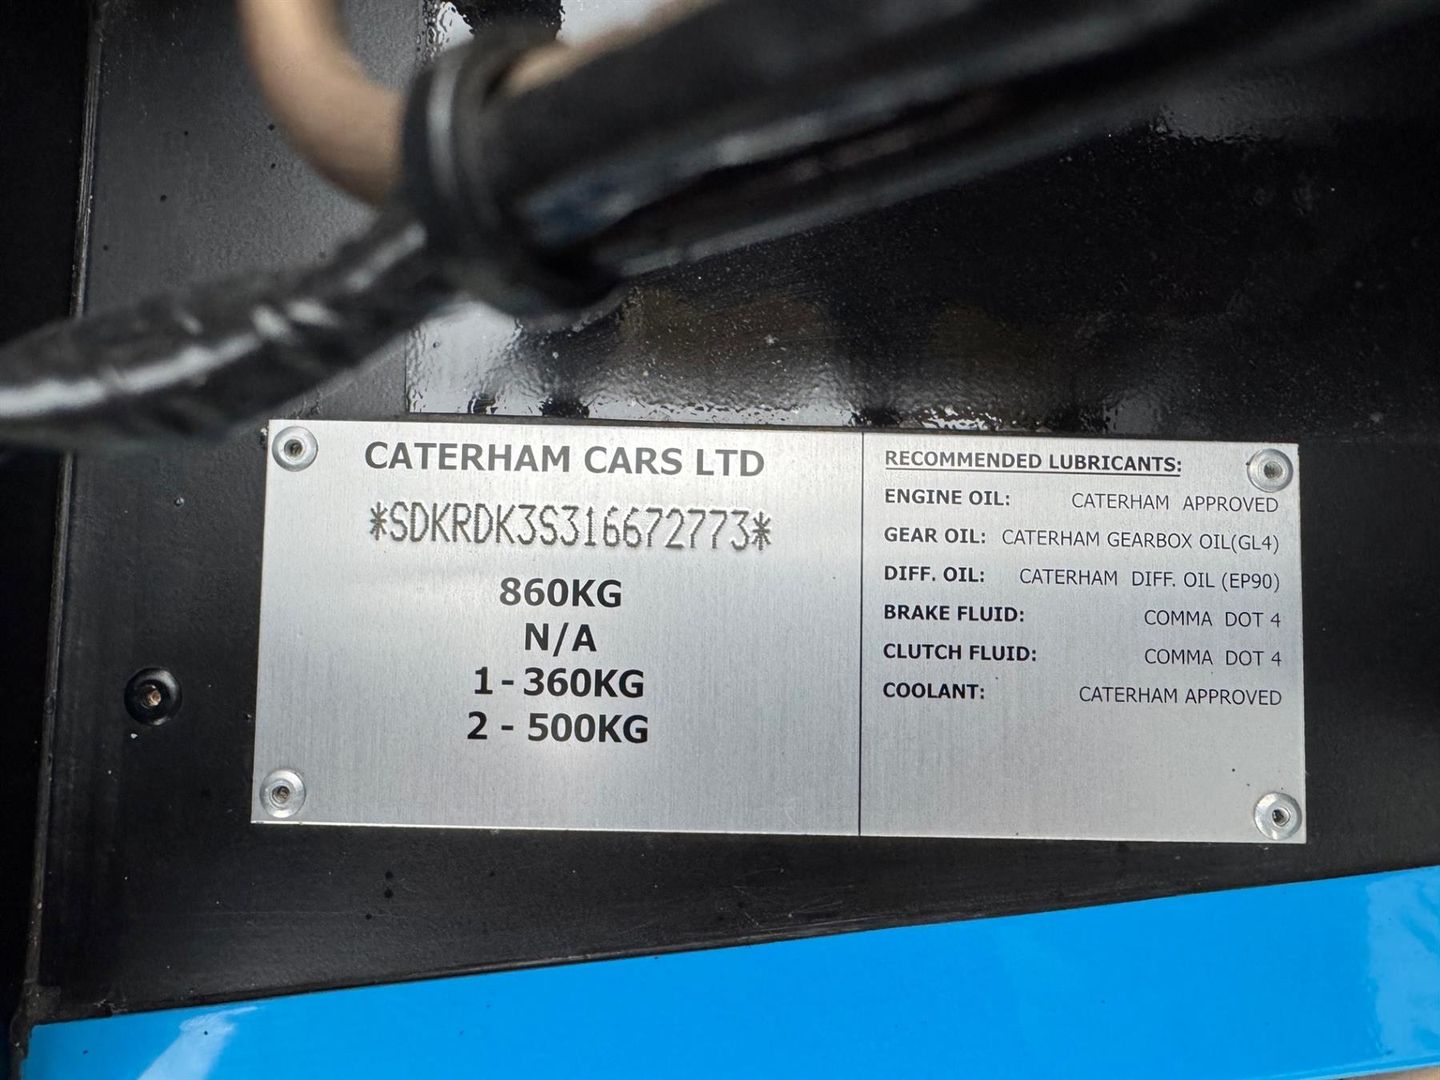 CATERHAM CARS LTD
*SDKRDK3S316672773*
860KG
N/A
1 - 360KG
2 - 500KG
RECOMMENDED LUBRICANTS:
ENGINE OIL: CATERHAM APPROVED
GEAR OIL: CATERHAM GEARBOX OIL(GL4)
DIFF. OIL: CATERHAM DIFF. OIL (EP90)
BRAKE FLUID: COMMA DOT 4
CLUTCH FLUID: COMMA DOT 4
COOLANT: CATERHAM APPROVED